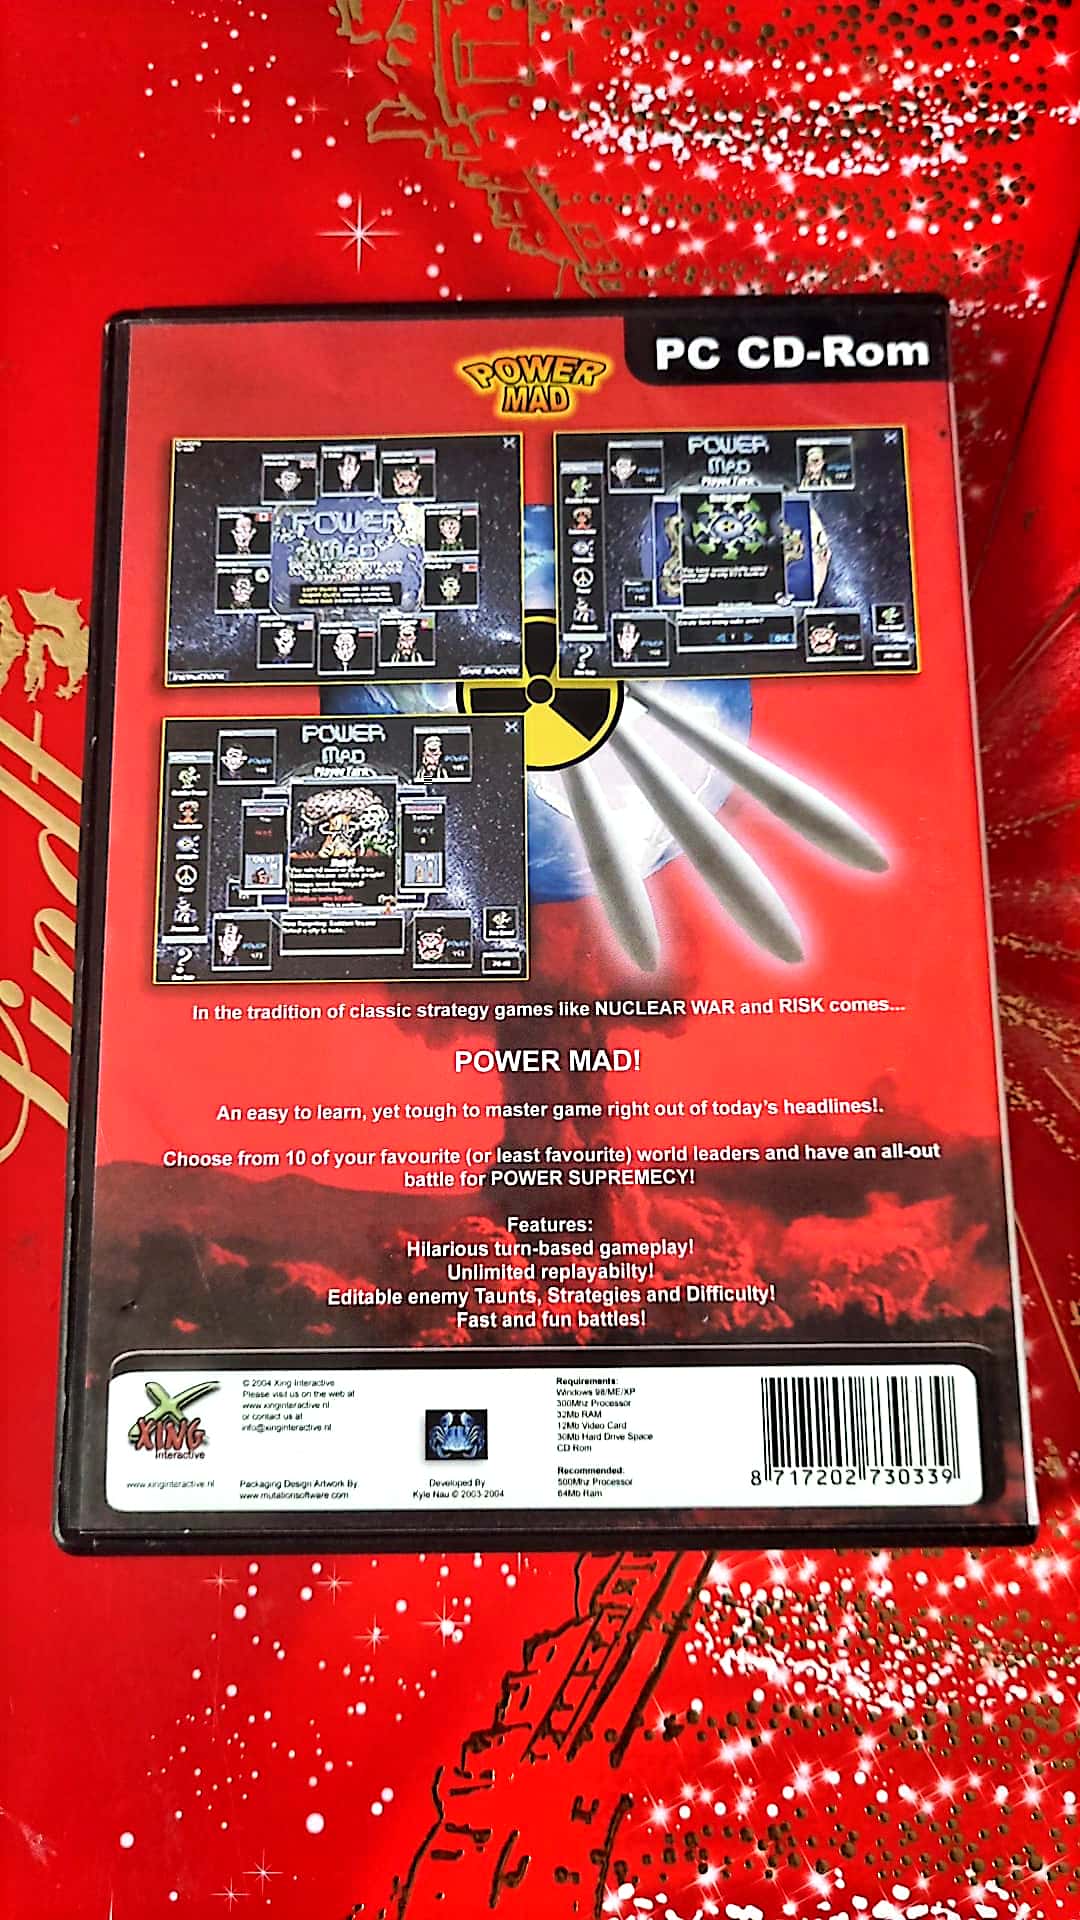 PC CD-Rom
POWER
MAD
POWER
MAD
POWER
MAD
POWER
MAD
Lindt
In the tradition of classic strategy games like NUCLEAR WAR and RISK comes...
POWER MAD!
An easy to learn, yet tough to master game right out of today's headlines!.
Choose from 10 of your favourite (or least favourite) world leaders and have an all-out
battle for POWER SUPREMECY!
Features:
Hilarious turn-based gameplay!
Unlimited replayabilty!
Editable enemy Taunts, Strategies and Difficulty!
Fast and fun battles!
XING
Interactive
www.xinginteractive.nl
© 2004 Xing Interactive
Please visit us on the web at
www.xinginteractive.nl
or contact us at
info@xinginteractive.nl
Packaging Design Artwork By
www.mutationsoftware.com
Developed By
Kyle Nau © 2003-2004
Requirements:
Windows 98/ME/XP
300Mhz Processor
32Mb RAM
12Mb Video Card
30Mb Hard Drive Space
CD Rom
Recommended:
500Mhz Processor
64Mb Ram
8 717202 730339